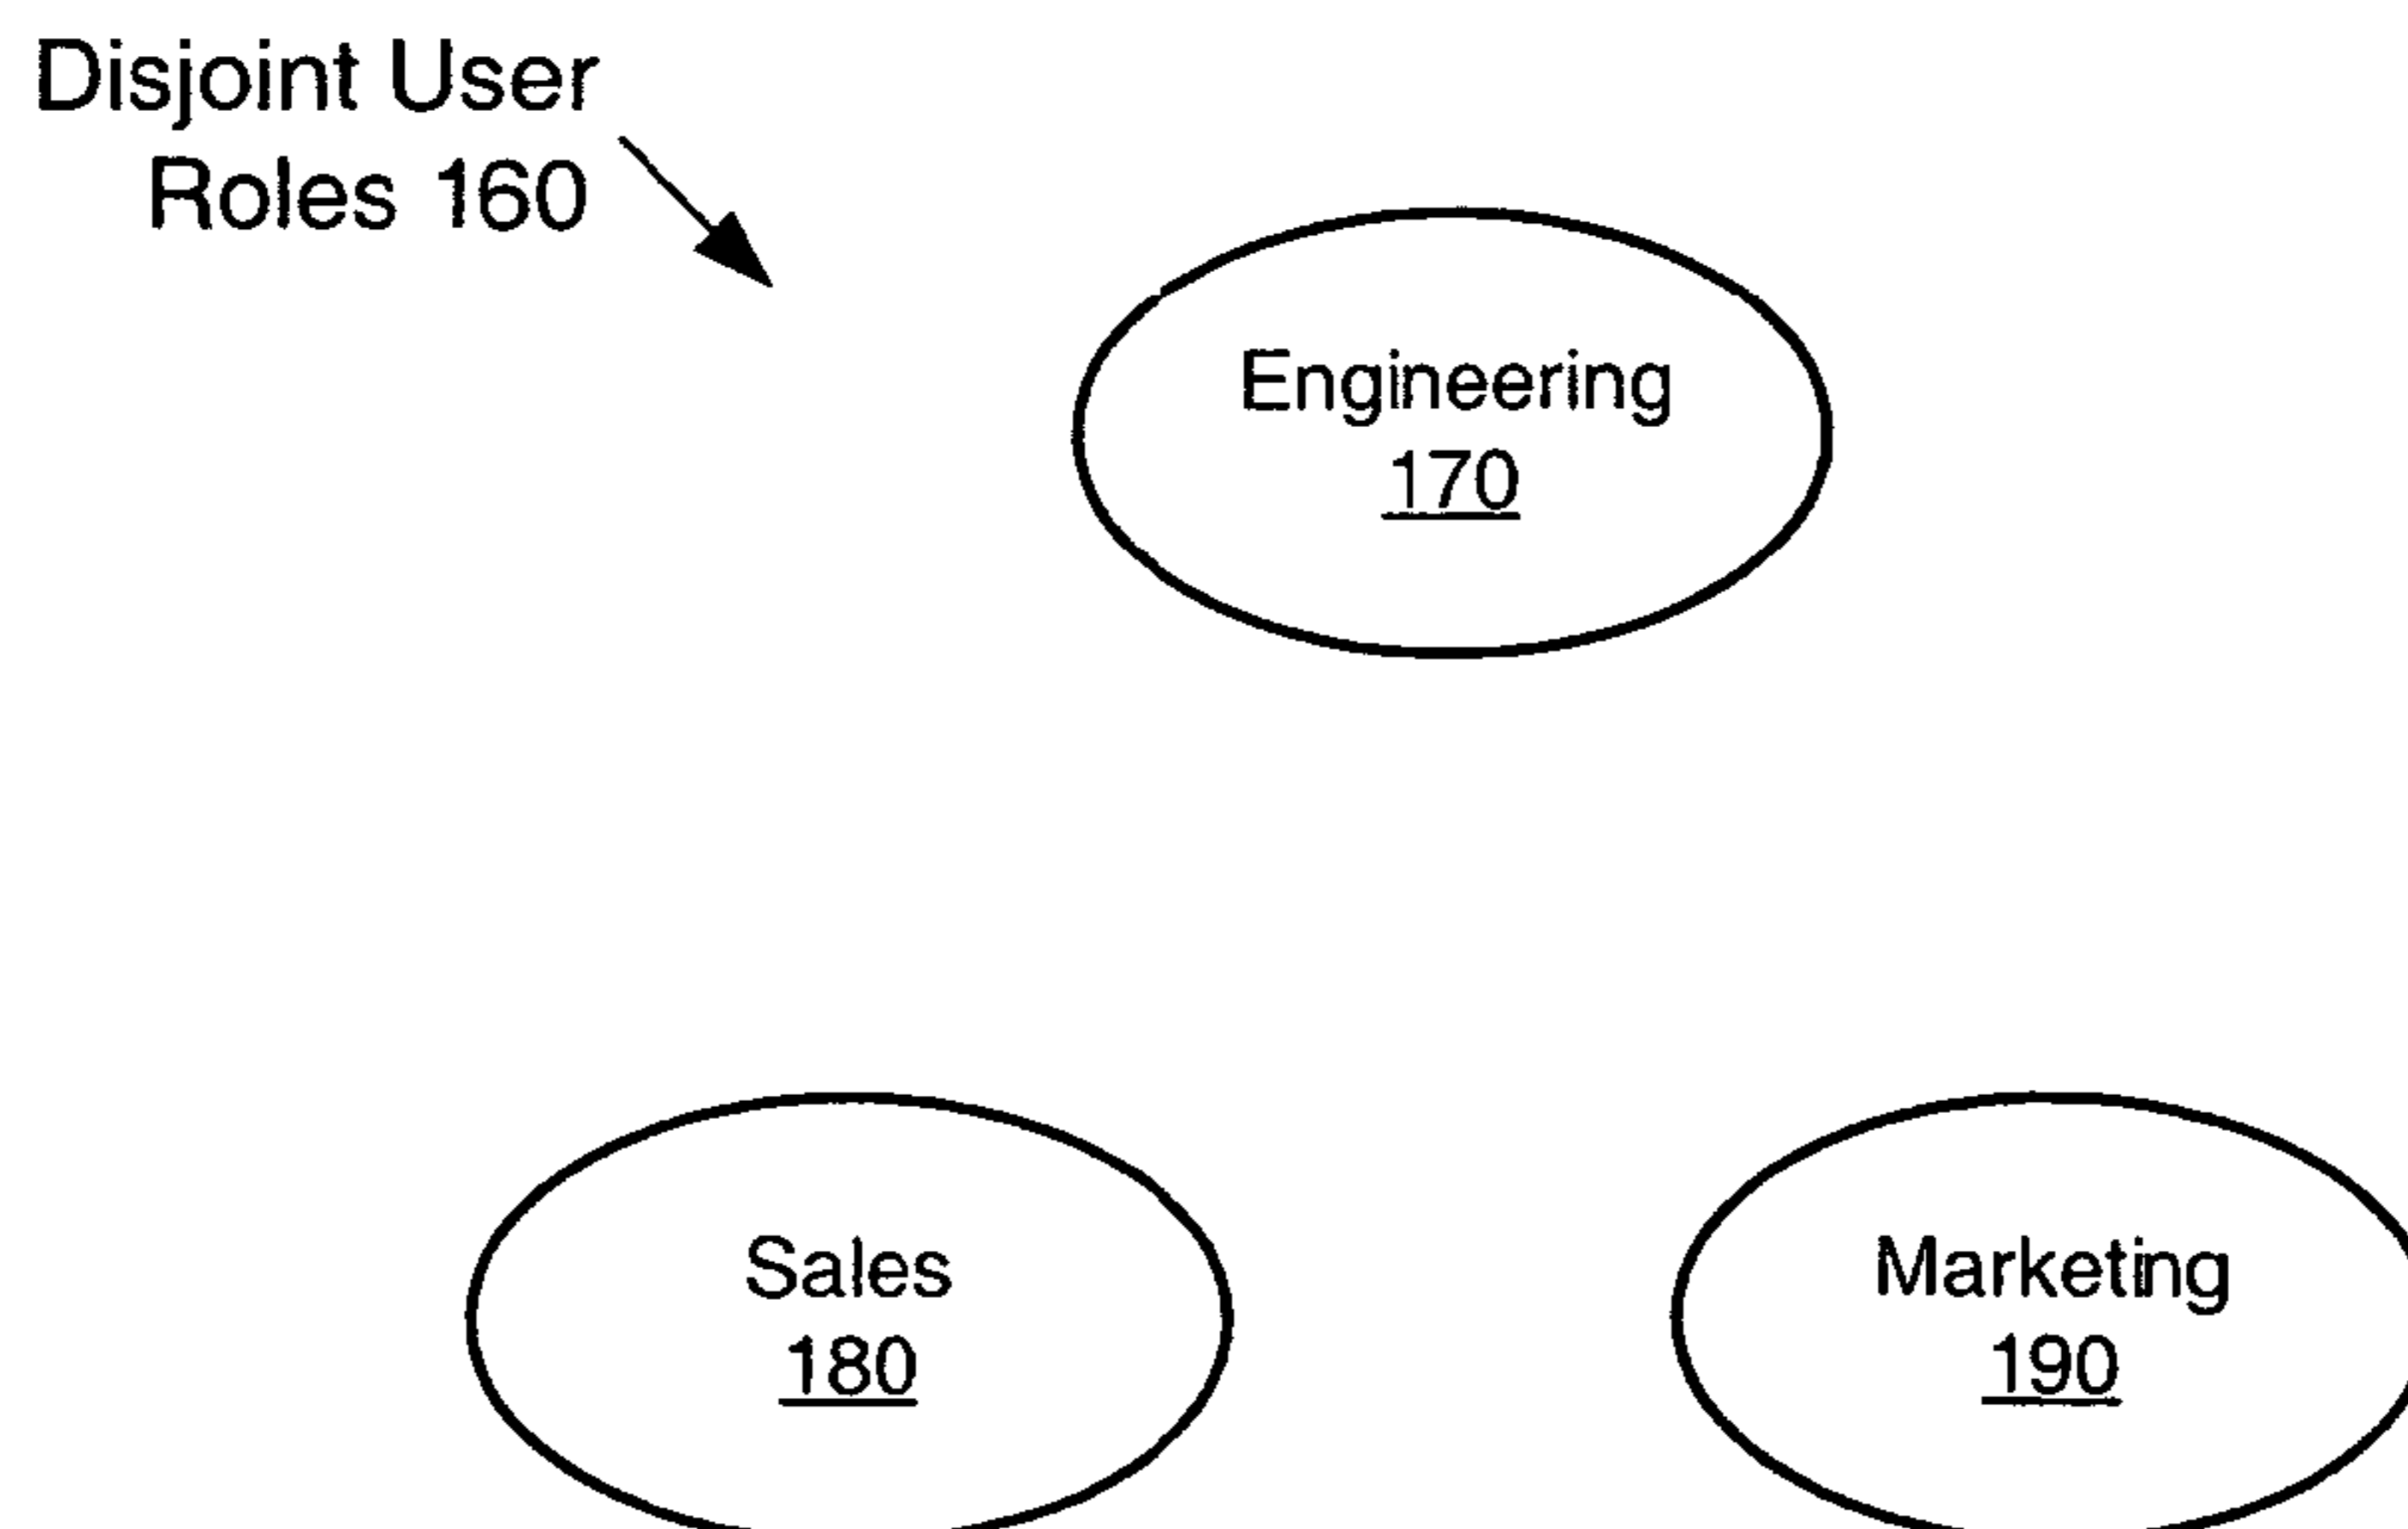 Disjoint User
Roles 160
Engineering
170
Sales
180
Marketing
190